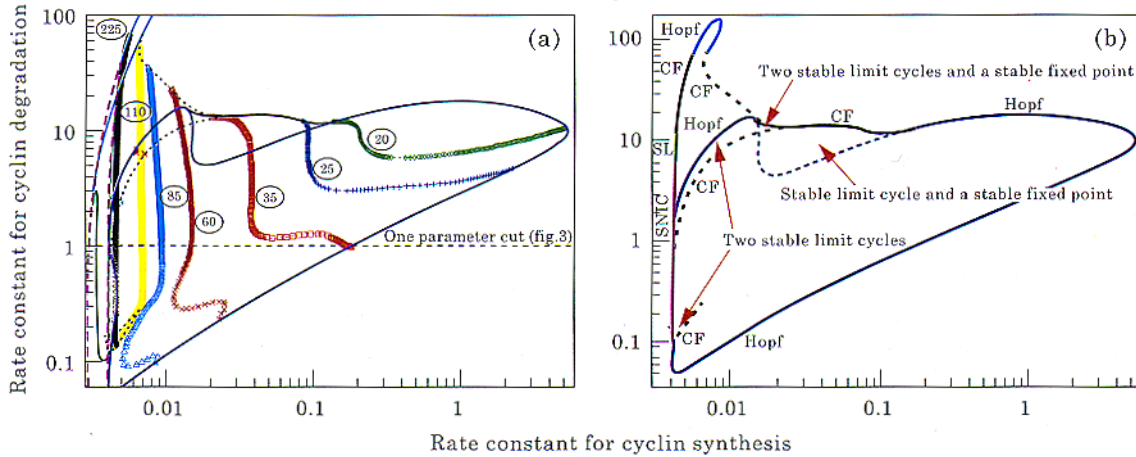 Rate constant for cyclin degradation
100
10
1
0.1
0.01
0.1
1
(a)
225
110
85
60
35
25
20
One parameter cut (fig.3)
100
10
1
0.1
0.01
0.1
1
(b)
Hopf
CF
CF
Two stable limit cycles and a stable fixed point
CF
Hopf
Hopf
SL
CF
Stable limit cycle and a stable fixed point
SNIC
Two stable limit cycles
CF
Hopf
Rate constant for cyclin synthesis